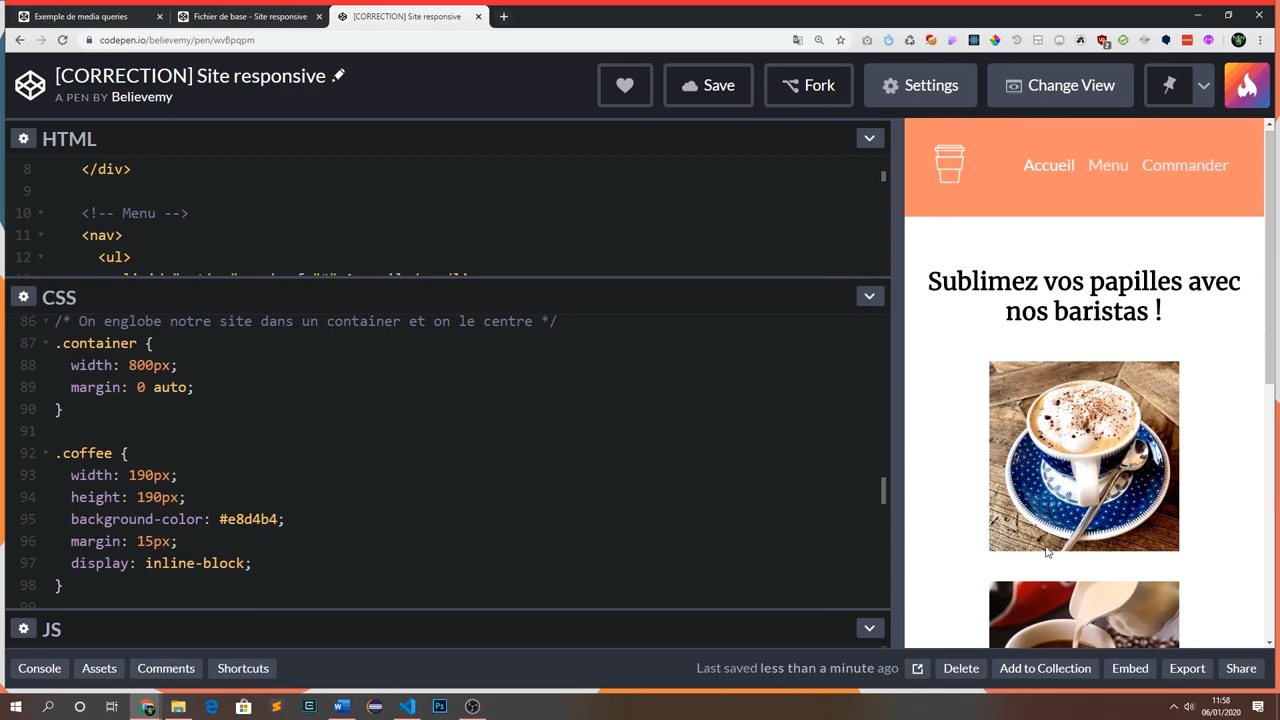 Exemple de media queries
Fichier de base - Site responsive
[CORRECTION] Site responsive
codepen.io/believemy/pen/wvBpqpm
[CORRECTION] Site responsive
A PEN BY Believemy
Save
Fork
Settings
Change View
HTML
8 </div>
9
10 <!-- Menu -->
11 <nav>
12 <ul>
CSS
86 /* On englobe notre site dans un container et on le centre */
87 .container {
88 width: 800px;
89 margin: 0 auto;
90 }
91
92 .coffee {
93 width: 190px;
94 height: 190px;
95 background-color: #e8d4b4;
96 margin: 15px;
97 display: inline-block;
98 }
99
JS
Accueil Menu Commander
Sublimez vos papilles avec
nos baristas !
Console Assets Comments Shortcuts
Last saved less than a minute ago
Delete Add to Collection Embed Export Share
11:58
06/01/2020